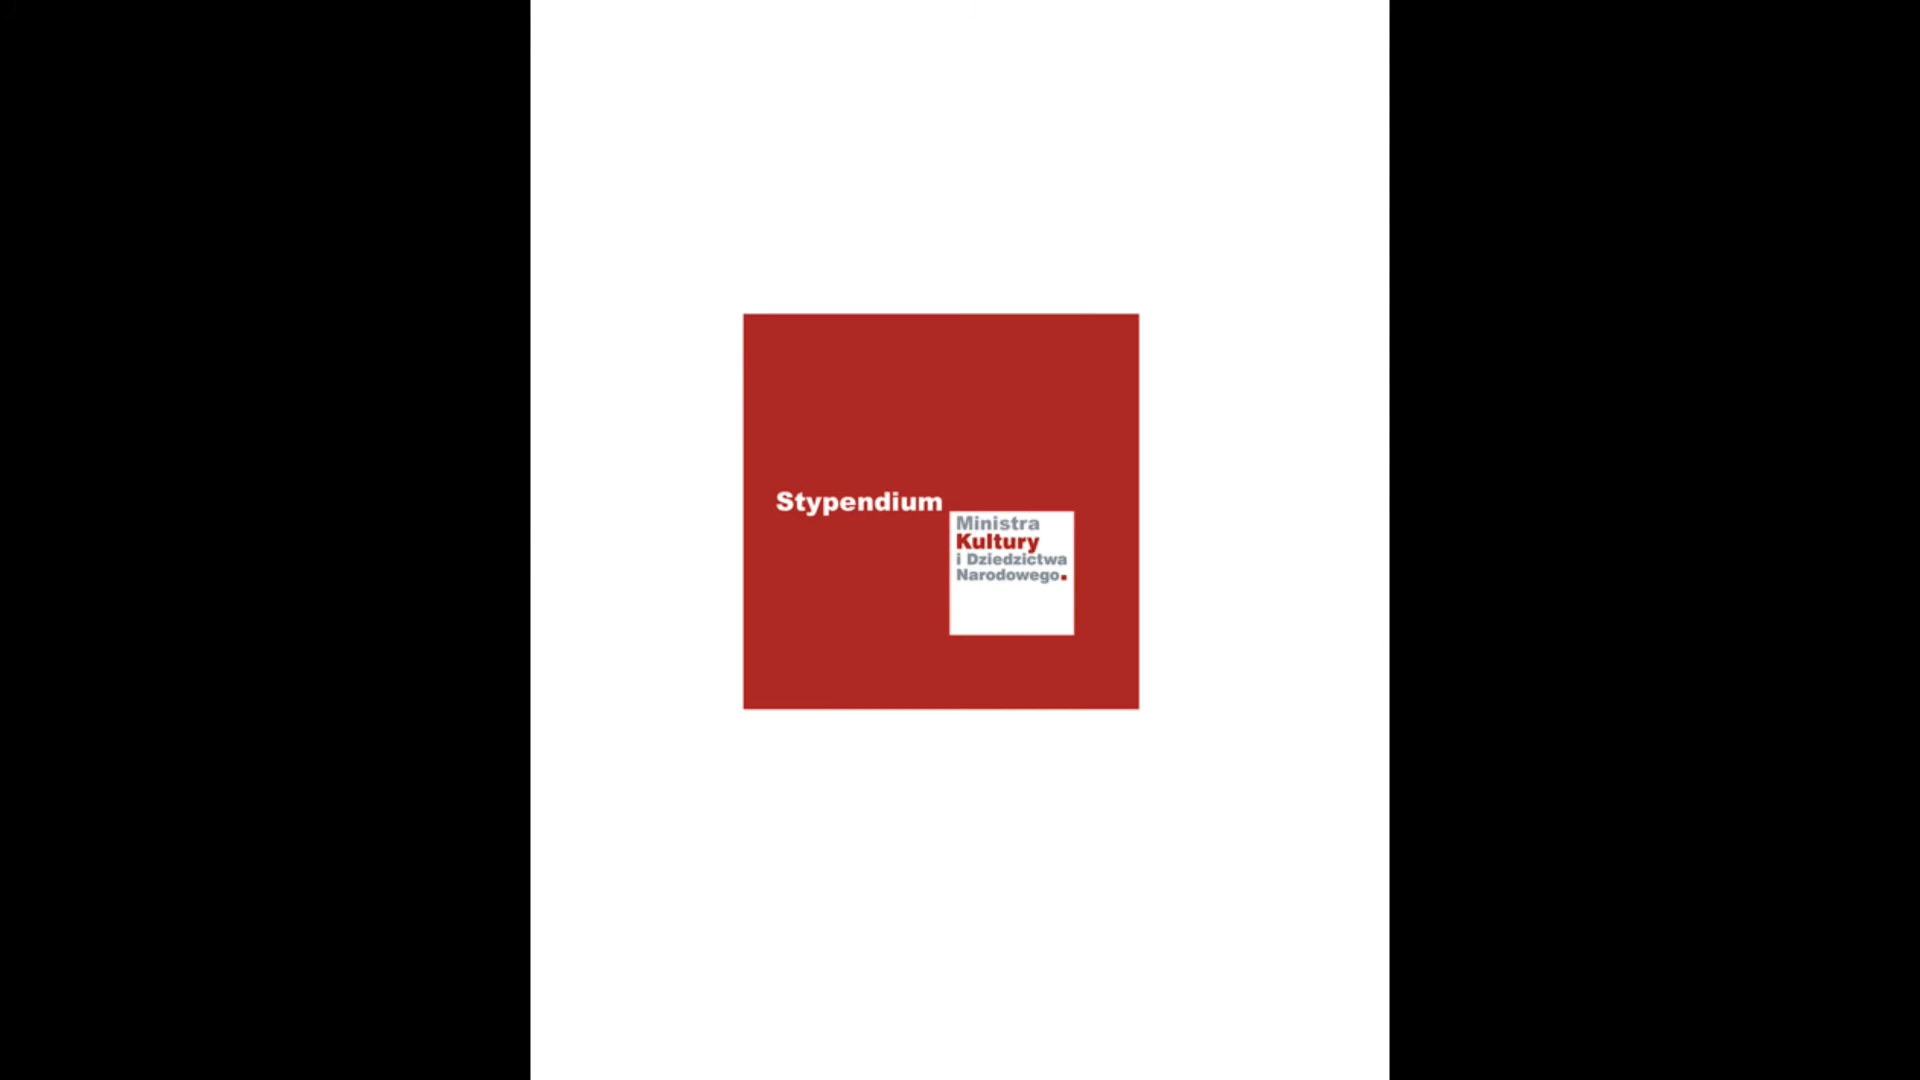 Stypendium
Ministra
Kultury
i Dziedzictwa
Narodowego.